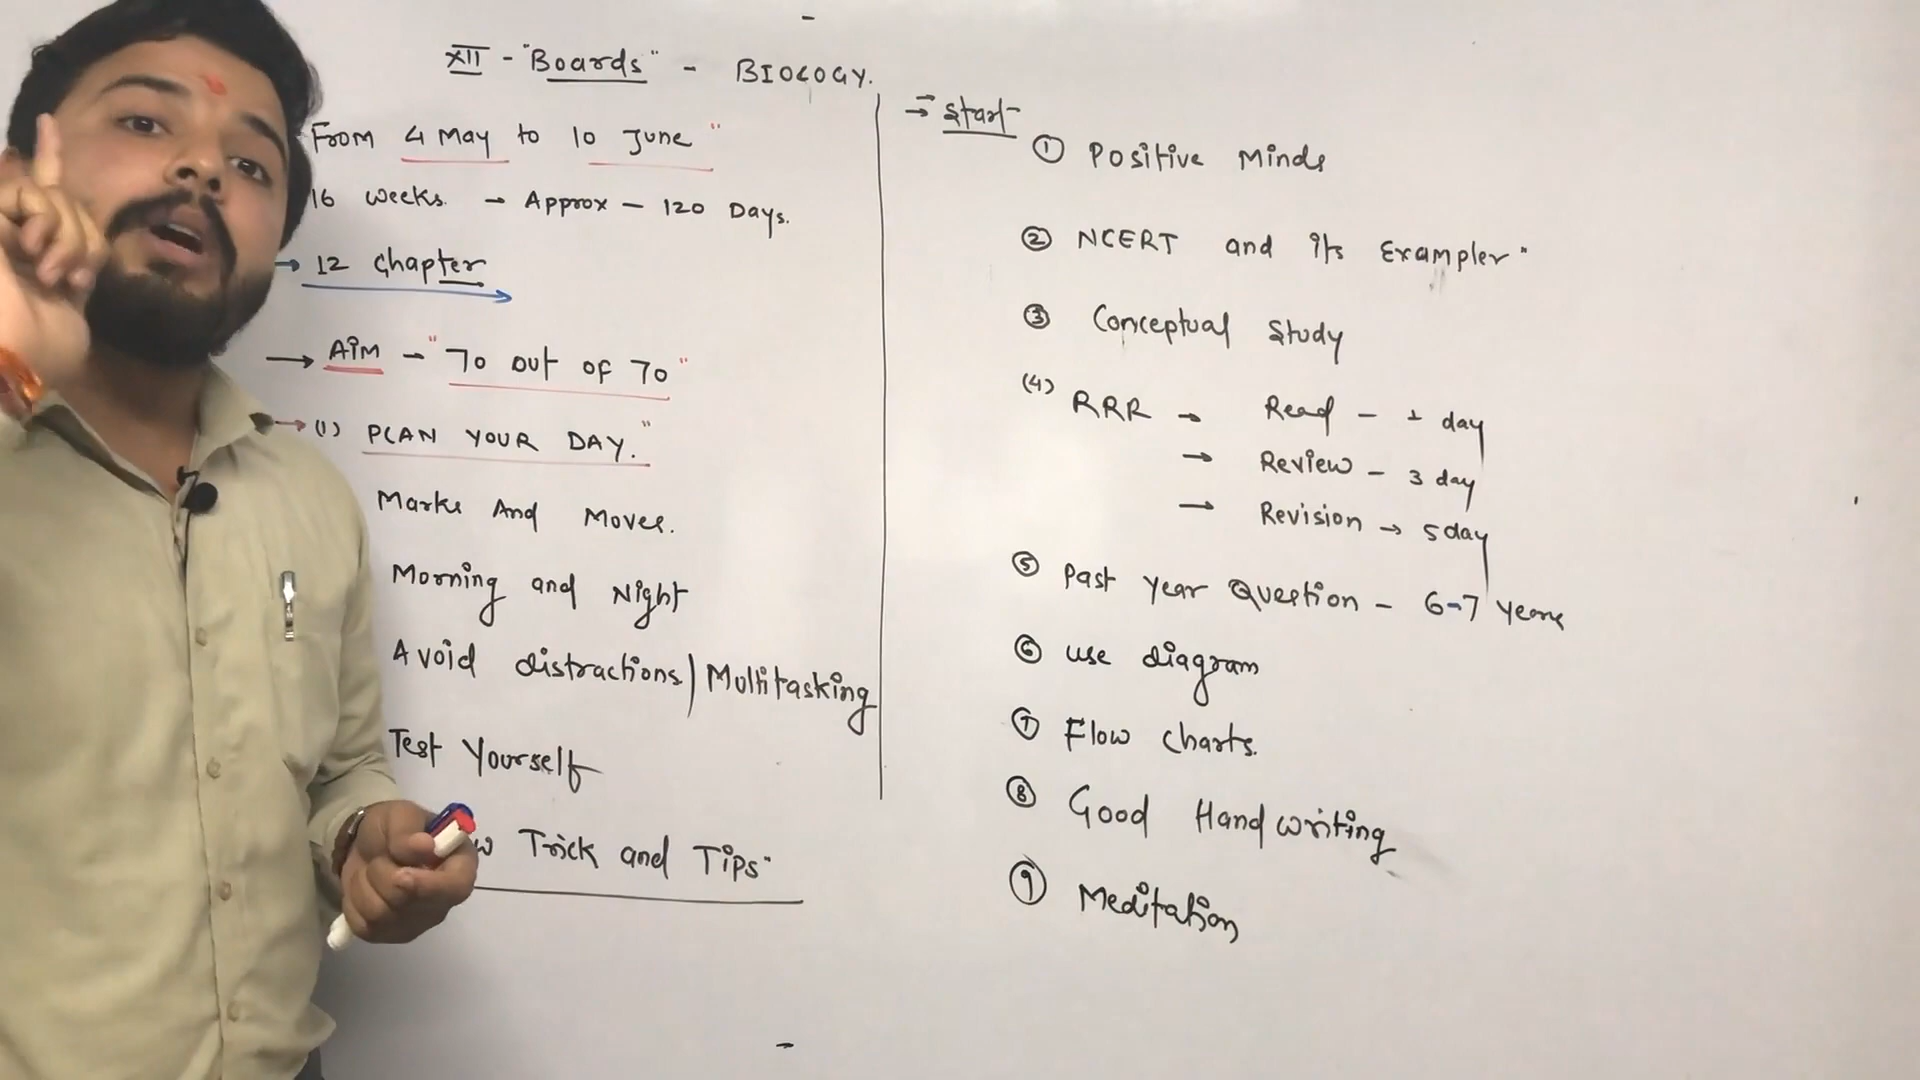 XII - "Boards" - BIOLOGY.
From 4 May to 10 June "
16 weeks. → Approx - 120 Days.
→ 12 Chapter
→ AIM - "70 out of 70"
→ (1) PLAN YOUR DAY."
Marks And Moves.
Morning and Night
Avoid distractions/Multitasking
Test Yourself
Trick and Tips"
→ Start
① Positive Minds
② NCERT and its Exampler"
③ Conceptual Study
(4) RRR → Read - 1 day
→ Review - 3 day
→ Revision → 5 day
⑤ Past Year Question - 6-7 Years
⑥ use diagram
⑦ Flow charts.
⑧ Good Handwriting
⑨ Meditation